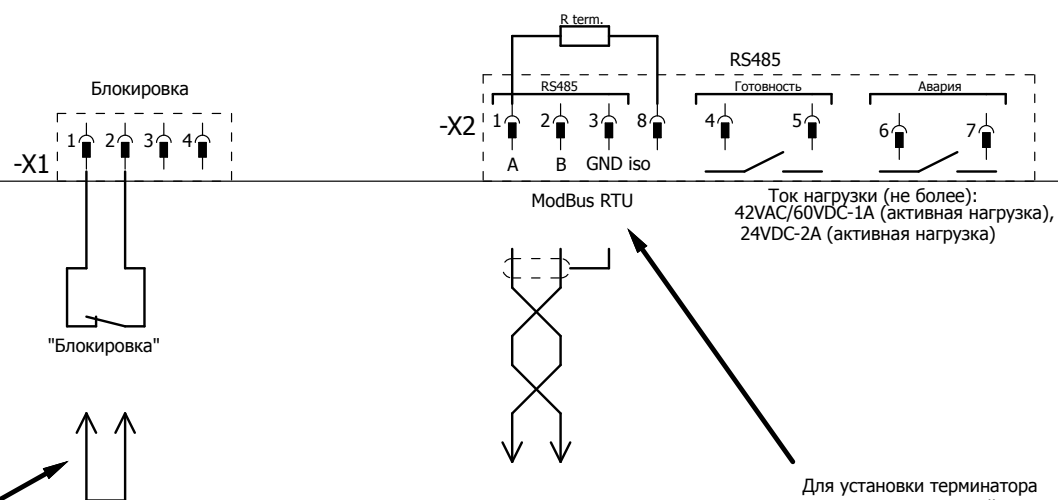 R term.
RS485
Блокировка
RS485
Готовность
Авария
-X1
1 2 3 4
-X2
1 2 3 8 4 5 6 7
A B GND iso
ModBus RTU
Ток нагрузки (не более):
42VAC/60VDC-1A (активная нагрузка),
24VDC-2A (активная нагрузка)
"Блокировка"
Для установки терминатора